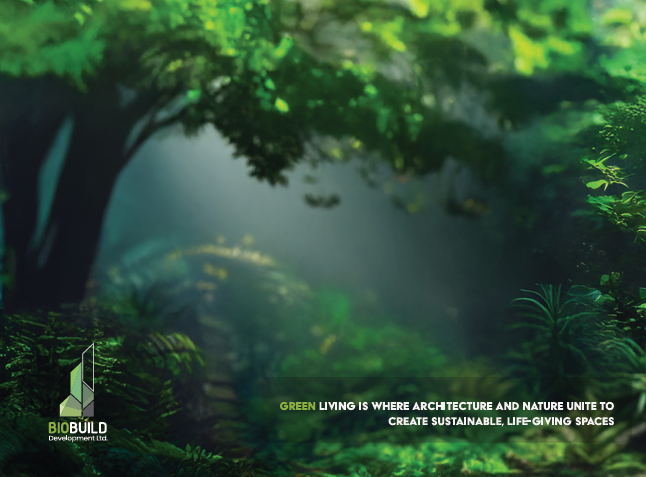 BIOBUILD
Development Ltd.
GREEN LIVING IS WHERE ARCHITECTURE AND NATURE UNITE TO
CREATE SUSTAINABLE, LIFE-GIVING SPACES